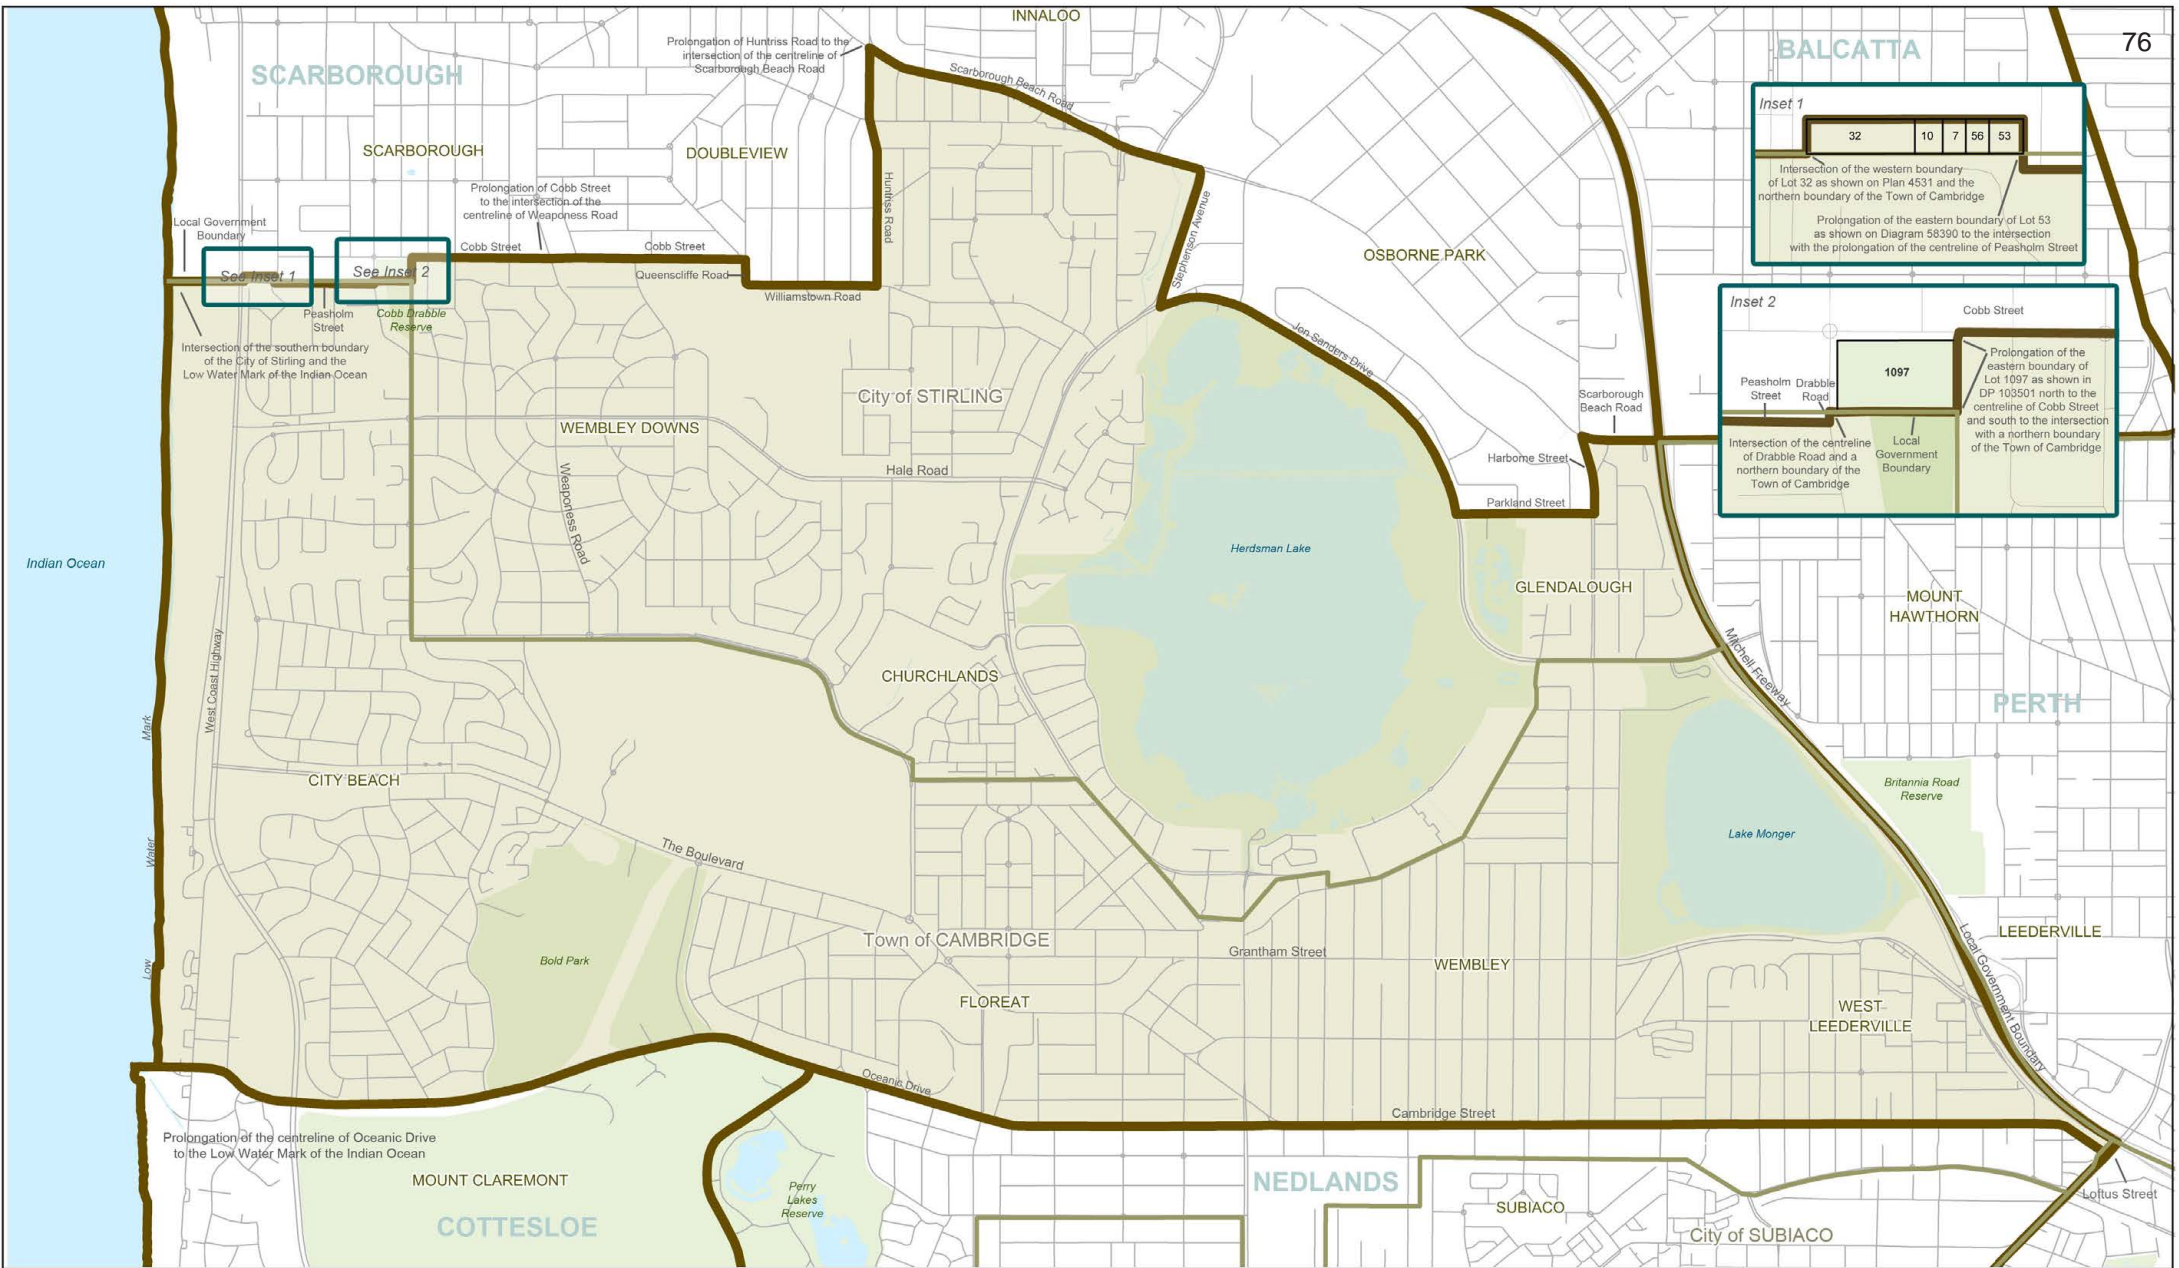 INNALOO
76
Prolongation of Huntriss Road to the
intersection of the centreline of
Scarborough Beach Road
BALCATTA
SCARBOROUGH
Scarborough Beach Road
Inset 1
32 10 7 56 53
Intersection of the western boundary
of Lot 32 as shown on Plan 4531 and the
northern boundary of the Town of Cambridge
Prolongation of the eastern boundary of Lot 53
as shown on Diagram 58390 to the intersection
with the prolongation of the centreline of Peasholm Street
SCARBOROUGH
DOUBLEVIEW
Prolongation of Cobb Street
to the intersection of the
centreline of Weaponess Road
Huntriss Road
Stephenson Avenue
Local Government
Boundary
Cobb Street
Cobb Street
OSBORNE PARK
See Inset 1
See Inset 2
Queenscliffe Road
Williamstown Road
Peasholm
Street
Cobb Drabble
Reserve
Inset 2
Cobb Street
Prolongation of the
eastern boundary of
Lot 1097 as shown in
DP 103501 north to the
centreline of Cobb Street
and south to the intersection
with a northern boundary
of the Town of Cambridge
1097
Peasholm
Street
Drabble
Road
Intersection of the centreline
of Drabble Road and a
northern boundary of the
Town of Cambridge
Local
Government
Boundary
Intersection of the southern boundary
of the City of Stirling and the
Low Water Mark of the Indian Ocean
Jon Sanders Drive
City of STIRLING
Scarborough
Beach Road
WEMBLEY DOWNS
Hale Road
Harborne Street
Weaponess Road
Parkland Street
Indian Ocean
Herdsman Lake
GLENDALOUGH
MOUNT
HAWTHORN
West Coast Highway
Mitchell Freeway
CHURCHLANDS
PERTH
Low Water Mark
CITY BEACH
Britannia Road
Reserve
Lake Monger
The Boulevard
Town of CAMBRIDGE
Grantham Street
LEEDERVILLE
Bold Park
WEMBLEY
Local Government Boundary
FLOREAT
WEST
LEEDERVILLE
Oceanic Drive
Cambridge Street
Prolongation of the centreline of Oceanic Drive
to the Low Water Mark of the Indian Ocean
MOUNT CLAREMONT
NEDLANDS
Perry
Lakes
Reserve
Loftus Street
SUBIACO
COTTESLOE
City of SUBIACO